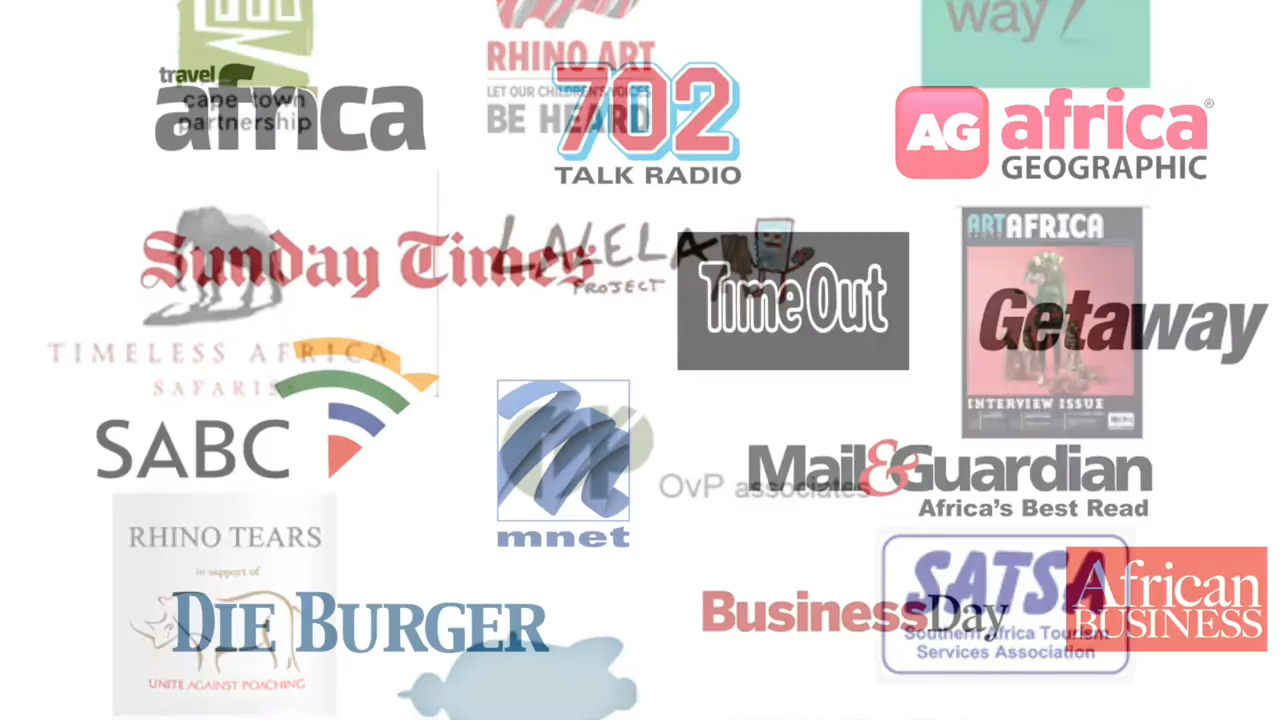 way!
travel
africa
cape town
partnership
RHINO ART
LET OUR CHILDREN'S VOICES
BE HEARD
702
TALK RADIO
AG africa®
GEOGRAPHIC
Sunday Times
LALELA
PROJECT
Time Out
ARTAFRICA
Getaway
INTERVIEW ISSUE
TIMELESS AFRICA
SAFARIS
SABC
mnet
OvP associates
Mail&Guardian
Africa's Best Read
RHINO TEARS
in support of
UNITE AGAINST POACHING
DIE BURGER
BusinessDay
SATSA
Southern Africa Tourism
Services Association
African
BUSINESS